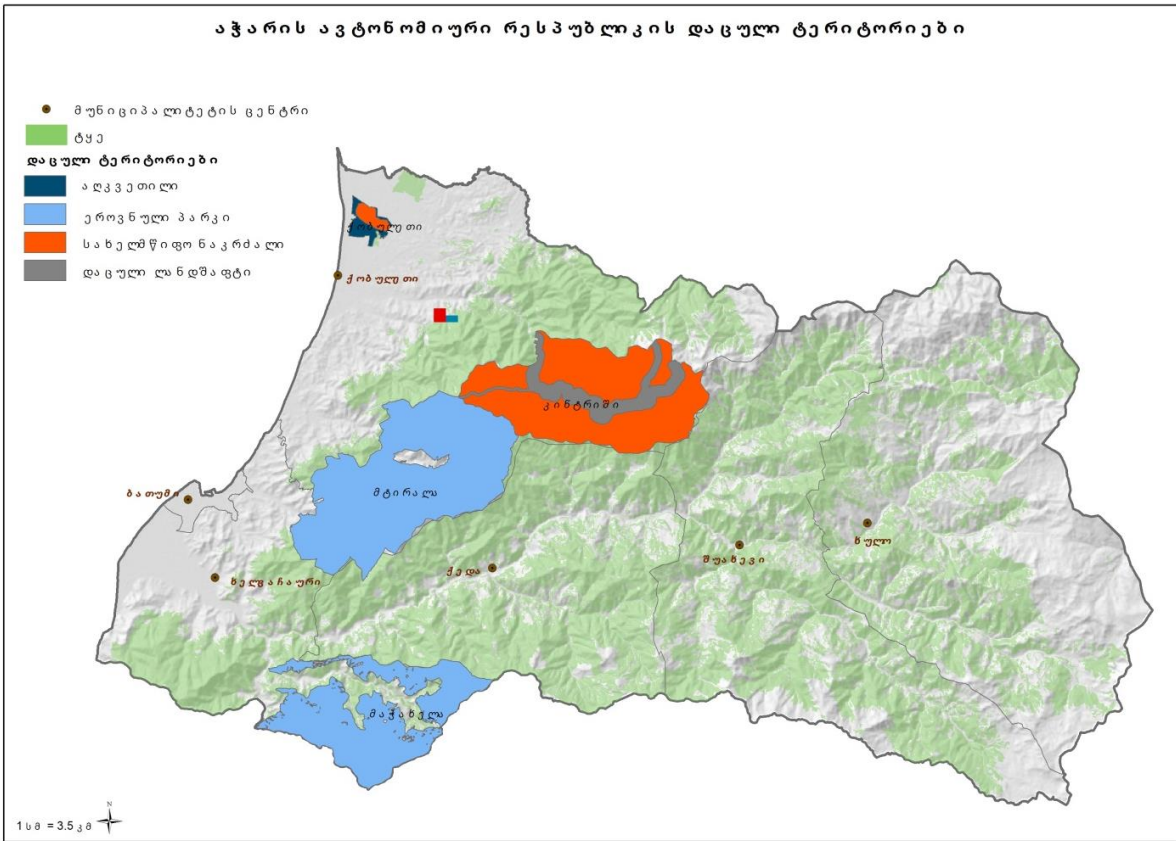 აჭარის ავტონომიური რესპუბლიკის დაცული ტერიტორიები
მუნიციპალიტეტის ცენტრი
ტყე
დაცული ტერიტორიები
აღკვეთილი
ეროვნული პარკი
სახელმწიფო ნაკრძალი
დაცული ლანდშაფტი
ქობულეთი
ქობულეთი
კინტრიში
მტირალა
ბათუმი
ხელვაჩაური
ქედა
შუახევი
ხულო
მაჭახელა
N
1 სმ = 3.5 კმ